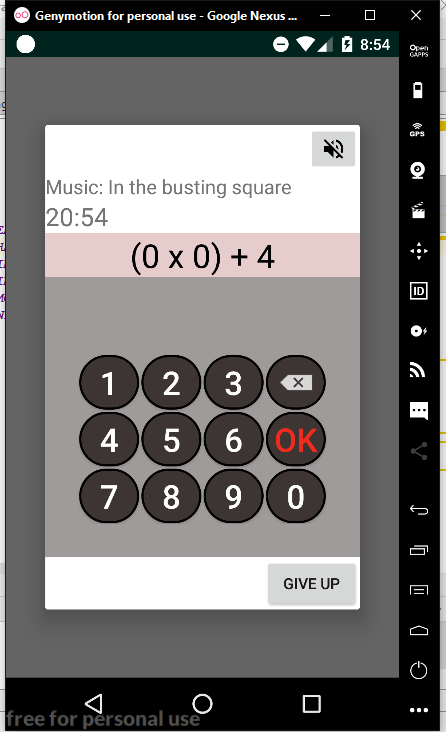 Genymotion for personal use - Google Nexus ...
8:54
Open
GAPPS
GPS
Music: In the busting square
20:54
(0 x 0) + 4
1 2 3
4 5 6 OK
7 8 9 0
ID
GIVE UP
free for personal use